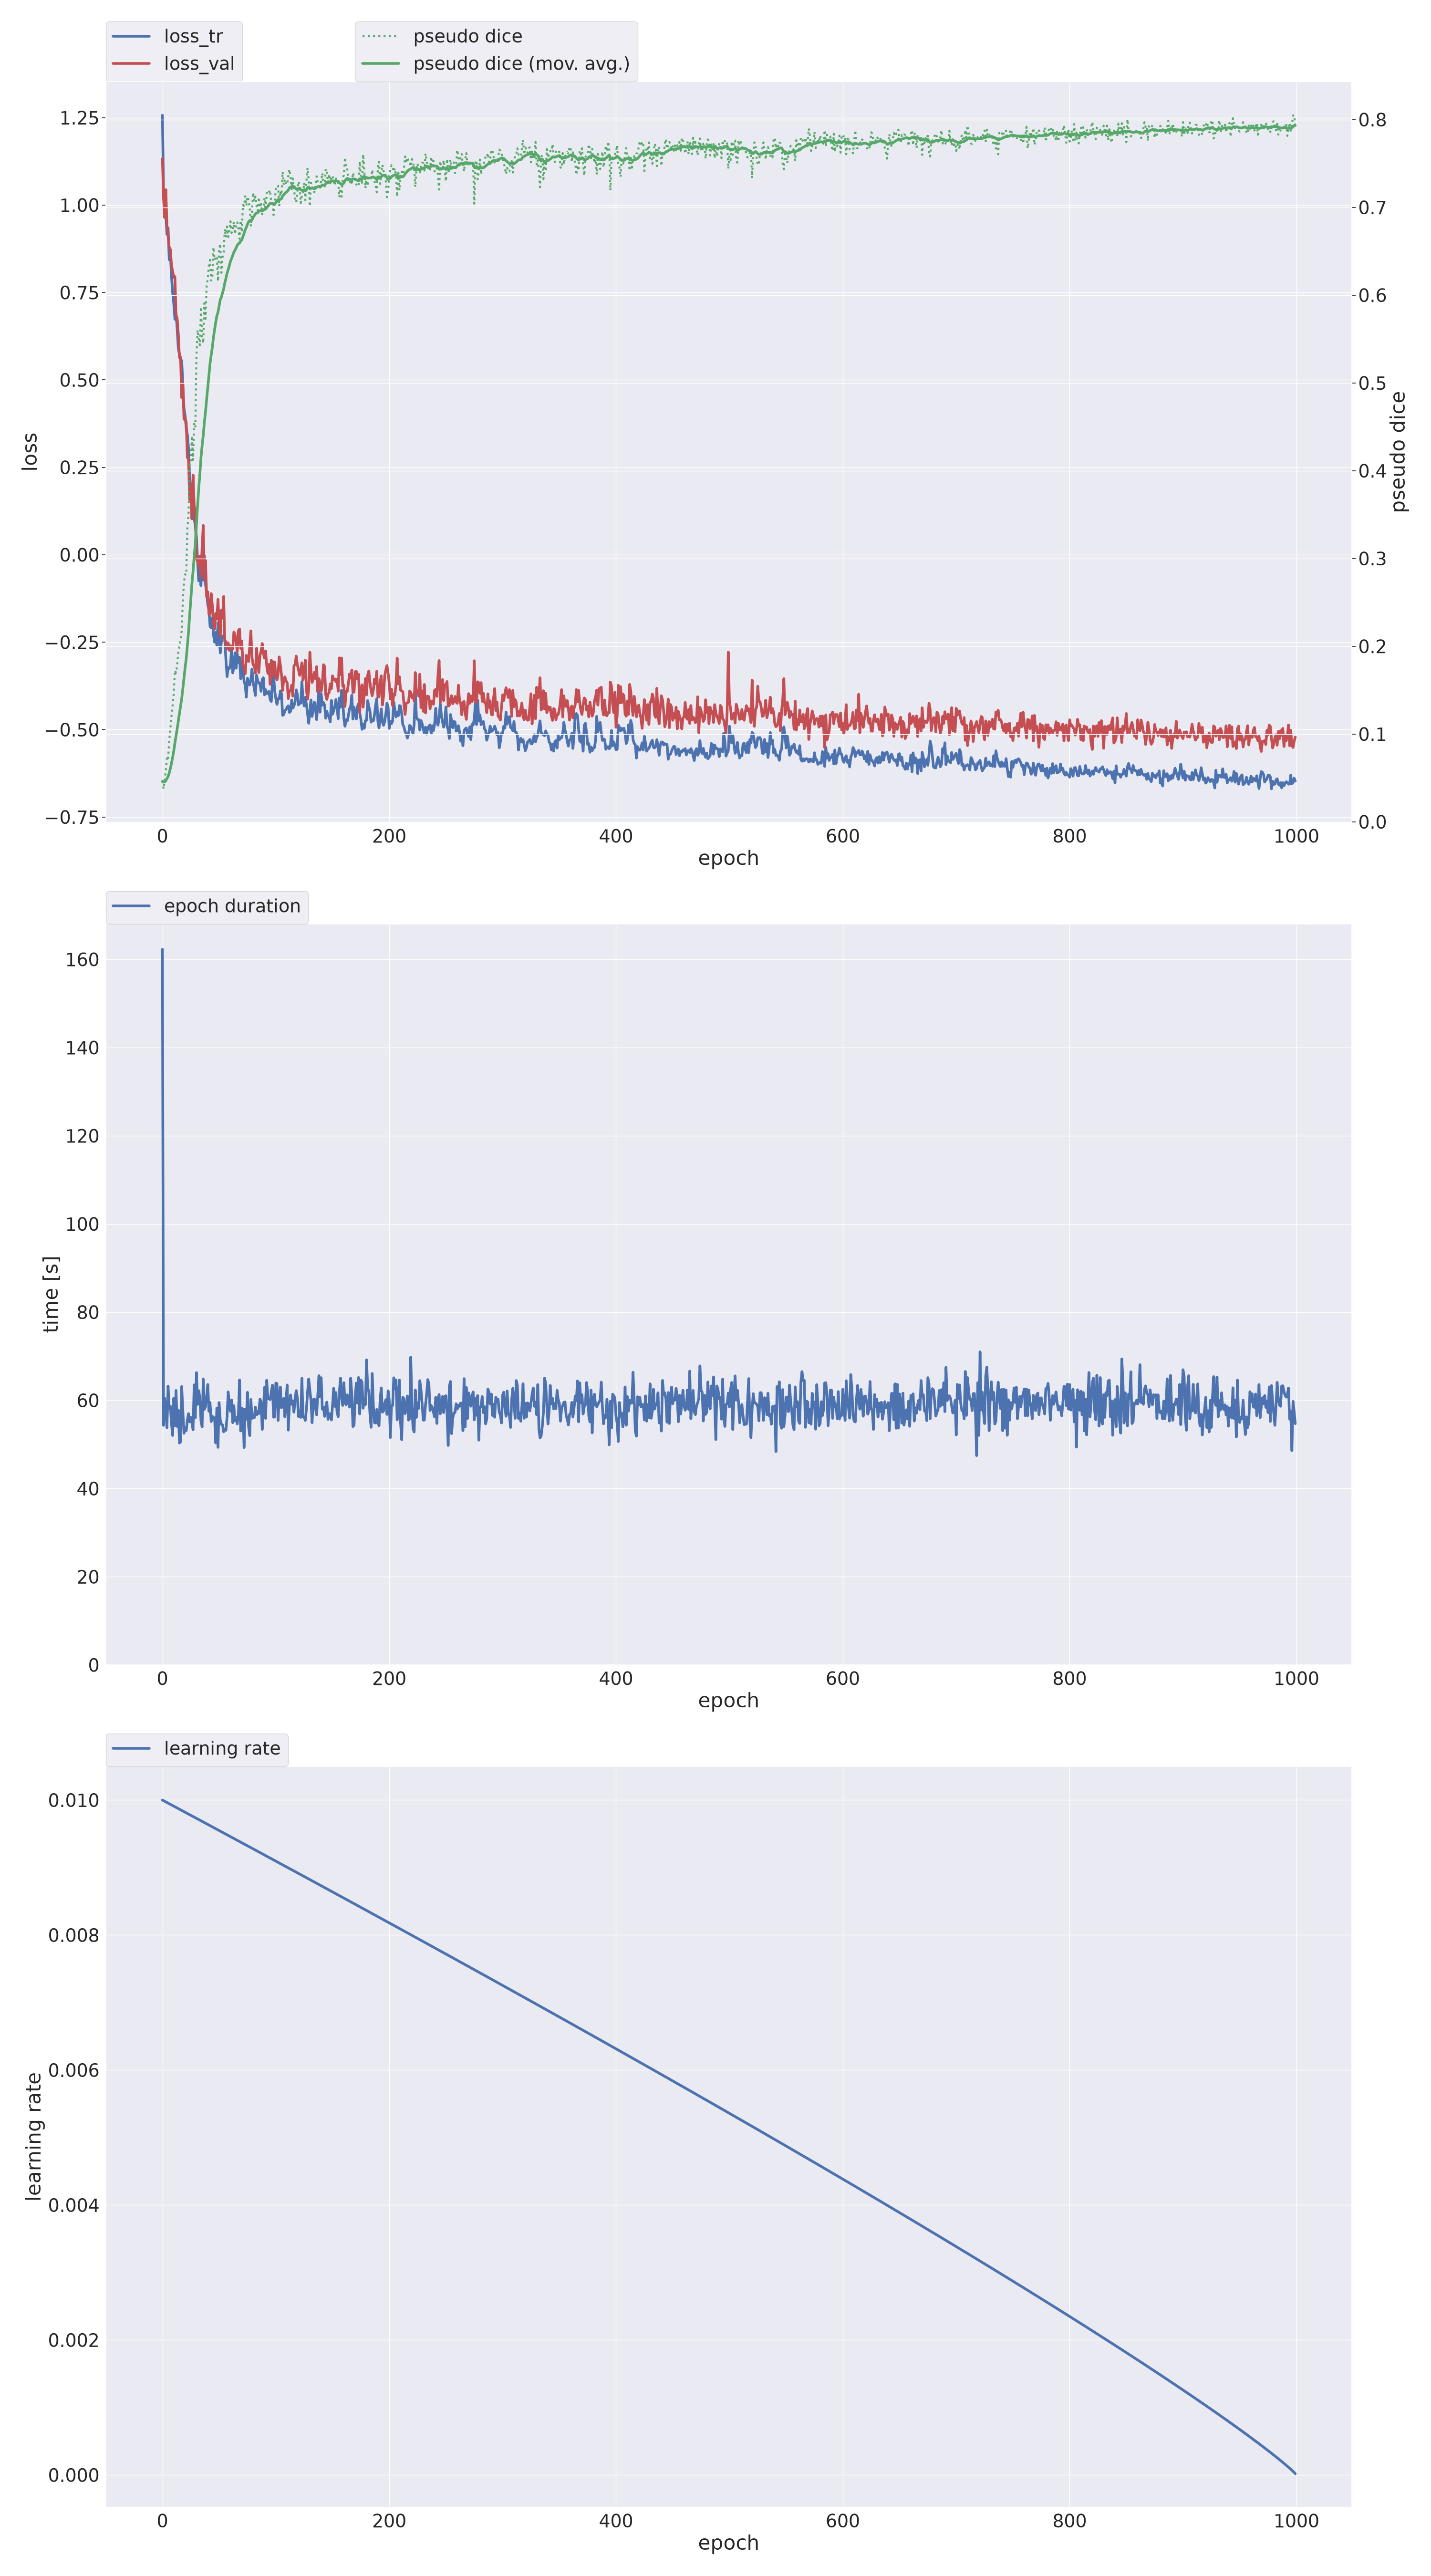 loss_tr
loss_val
pseudo dice
pseudo dice (mov. avg.)
1.25
1.00
0.75
0.50
0.25
0.00
−0.25
−0.50
−0.75
loss
0.8
0.7
0.6
0.5
0.4
0.3
0.2
0.1
0.0
pseudo dice
0 200 400 600 800 1000
epoch
epoch duration
160
140
120
100
80
60
40
20
0
time [s]
0 200 400 600 800 1000
epoch
learning rate
0.010
0.008
0.006
0.004
0.002
0.000
learning rate
0 200 400 600 800 1000
epoch